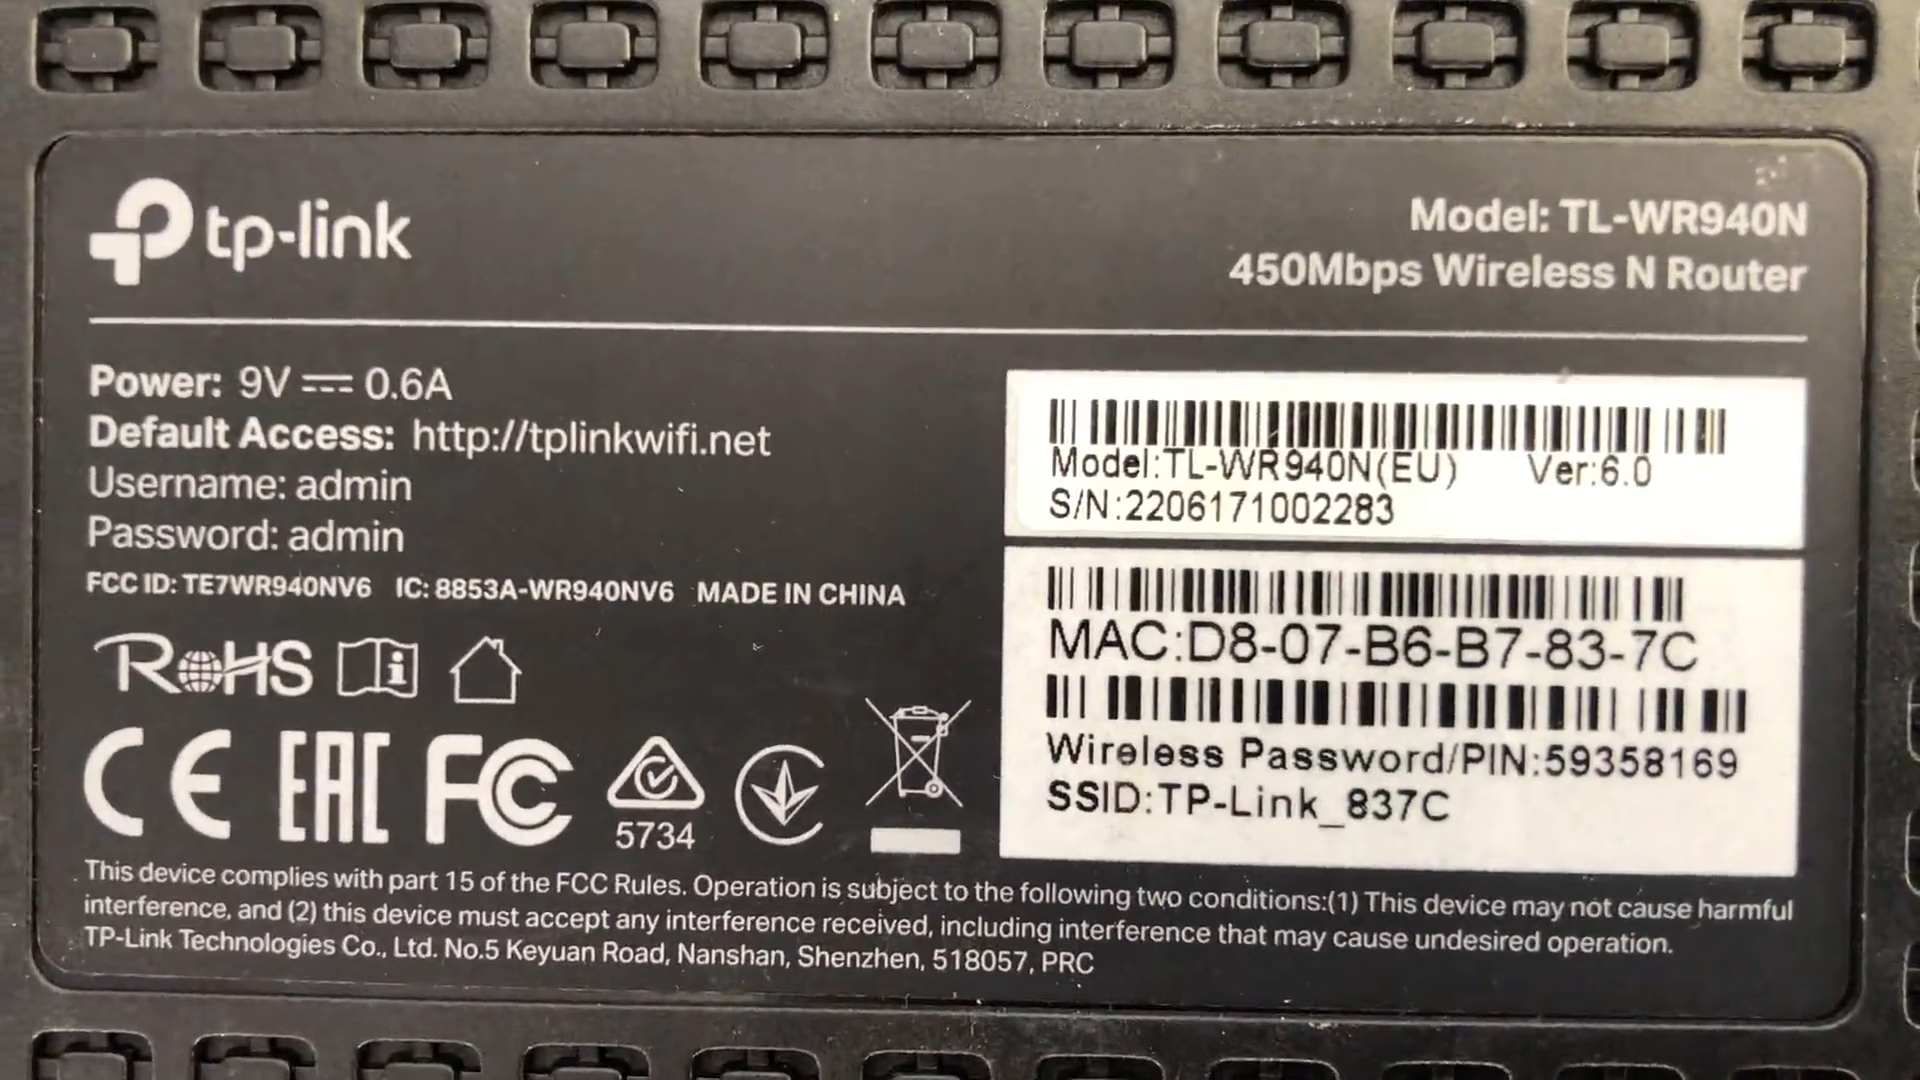 tp-link
Model: TL-WR940N
450Mbps Wireless N Router
Power: 9V ⎓ 0.6A
Default Access: http://tplinkwifi.net
Username: admin
Password: admin
FCC ID: TE7WR940NV6 IC: 8853A-WR940NV6 MADE IN CHINA
RoHS
CE EAC FC
5734
Model:TL-WR940N(EU) Ver:6.0
S/N:2206171002283
MAC:D8-07-B6-B7-83-7C
Wireless Password/PIN:59358169
SSID:TP-Link_837C
This device complies with part 15 of the FCC Rules. Operation is subject to the following two conditions:(1) This device may not cause harmful
interference, and (2) this device must accept any interference received, including interference that may cause undesired operation.
TP-Link Technologies Co., Ltd. No.5 Keyuan Road, Nanshan, Shenzhen, 518057, PRC